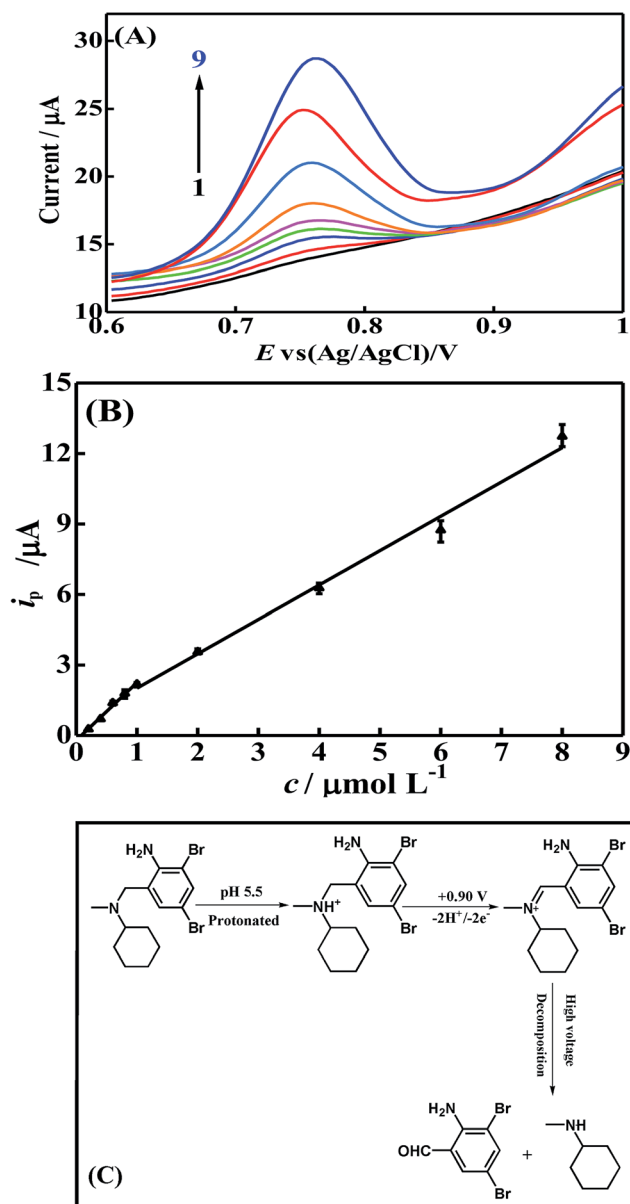 (A)
30
25
20
15
10
Current / μA
9
1
0.6
0.7
0.8
0.9
1
E vs(Ag/AgCl)/V
(B)
15
12
9
6
3
0
iₚ /μA
0
1
2
3
4
5
6
7
8
9
c / μmol L⁻¹
H₂N
Br
N
Br
pH 5.5
Protonated
H₂N
Br
NH⁺
Br
+0.90 V
-2H⁺/-2e⁻
H₂N
Br
N⁺
Br
High voltage
Decomposition
H₂N
Br
OHC
Br
+
NH
(C)